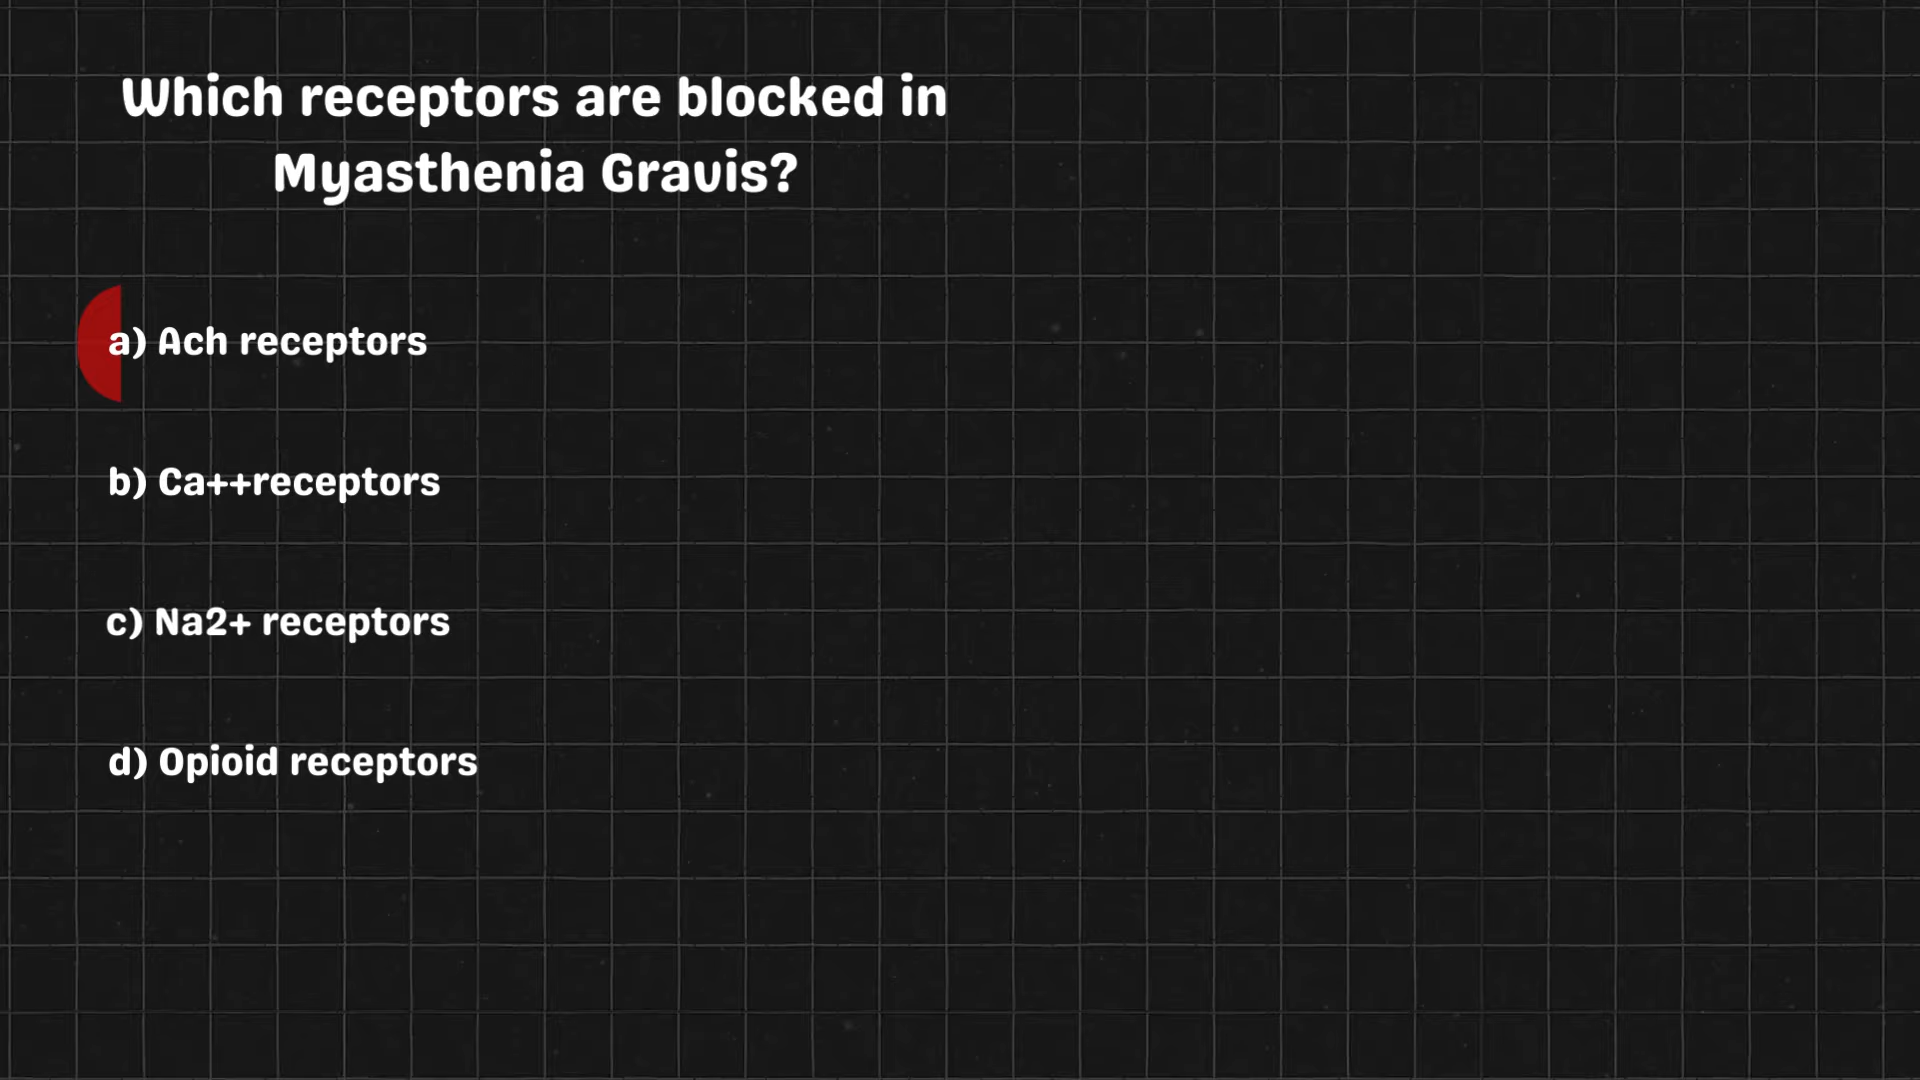 Which receptors are blocked in
Myasthenia Gravis?
a) Ach receptors
b) Ca++receptors
c) Na2+ receptors
d) Opioid receptors